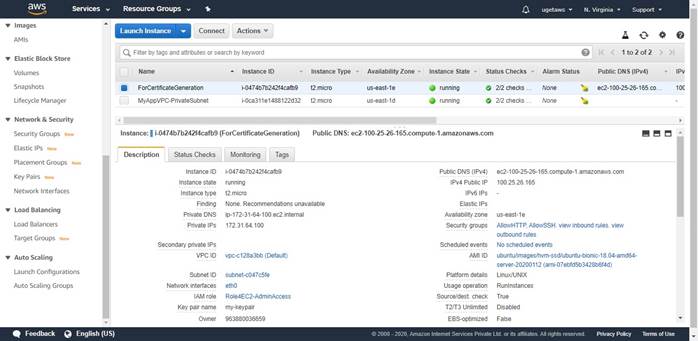 aws Services Resource Groups ugetaws N. Virginia Support
Images
AMIs
Elastic Block Store
Volumes
Snapshots
Lifecycle Manager
Network & Security
Security Groups New
Elastic IPs New
Placement Groups New
Key Pairs New
Network Interfaces
Load Balancing
Load Balancers
Target Groups New
Auto Scaling
Launch Configurations
Auto Scaling Groups
Launch Instance Connect Actions
Filter by tags and attributes or search by keyword
1 to 2 of 2
Name Instance ID Instance Type Availability Zone Instance State Status Checks Alarm Status Public DNS (IPv4) IPv4 Pu
ForCertificateGeneration i-0474b7b242f4cafb9 t2.micro us-east-1e running 2/2 checks ... None ec2-100-25-26-165.co... 100.25
MyAppVPC-PrivateSubnet i-0ca311e1488122d32 t2.micro us-east-1d running 2/2 checks ... None -
Instance: i-0474b7b242f4cafb9 (ForCertificateGeneration) Public DNS: ec2-100-25-26-165.compute-1.amazonaws.com
Description Status Checks Monitoring Tags
Instance ID i-0474b7b242f4cafb9 Public DNS (IPv4) ec2-100-25-26-165.compute-1.amazonaws.com
Instance state running IPv4 Public IP 100.25.26.165
Instance type t2.micro IPv6 IPs -
Finding None. Recommendations unavailable Elastic IPs
Private DNS ip-172-31-64-100.ec2.internal Availability zone us-east-1e
Private IPs 172.31.64.100 Security groups AllowHTTP, AllowSSH. view inbound rules. view
outbound rules
Secondary private IPs Scheduled events No scheduled events
VPC ID vpc-c128a3bb (Default) AMI ID ubuntu/images/hvm-ssd/ubuntu-bionic-18.04-amd64-
server-20200112 (ami-07ebfd5b3428b6f4d)
Subnet ID subnet-c047c5fe Platform details Linux/UNIX
Network interfaces eth0 Usage operation RunInstances
IAM role Role4EC2-AdminAccess Source/dest. check True
Key pair name my-keypair T2/T3 Unlimited Disabled
Owner 963880036659 EBS-optimized False
Feedback English (US) © 2008 - 2020, Amazon Internet Services Private Ltd. or its affiliates. All rights reserved. Privacy Policy Terms of Use